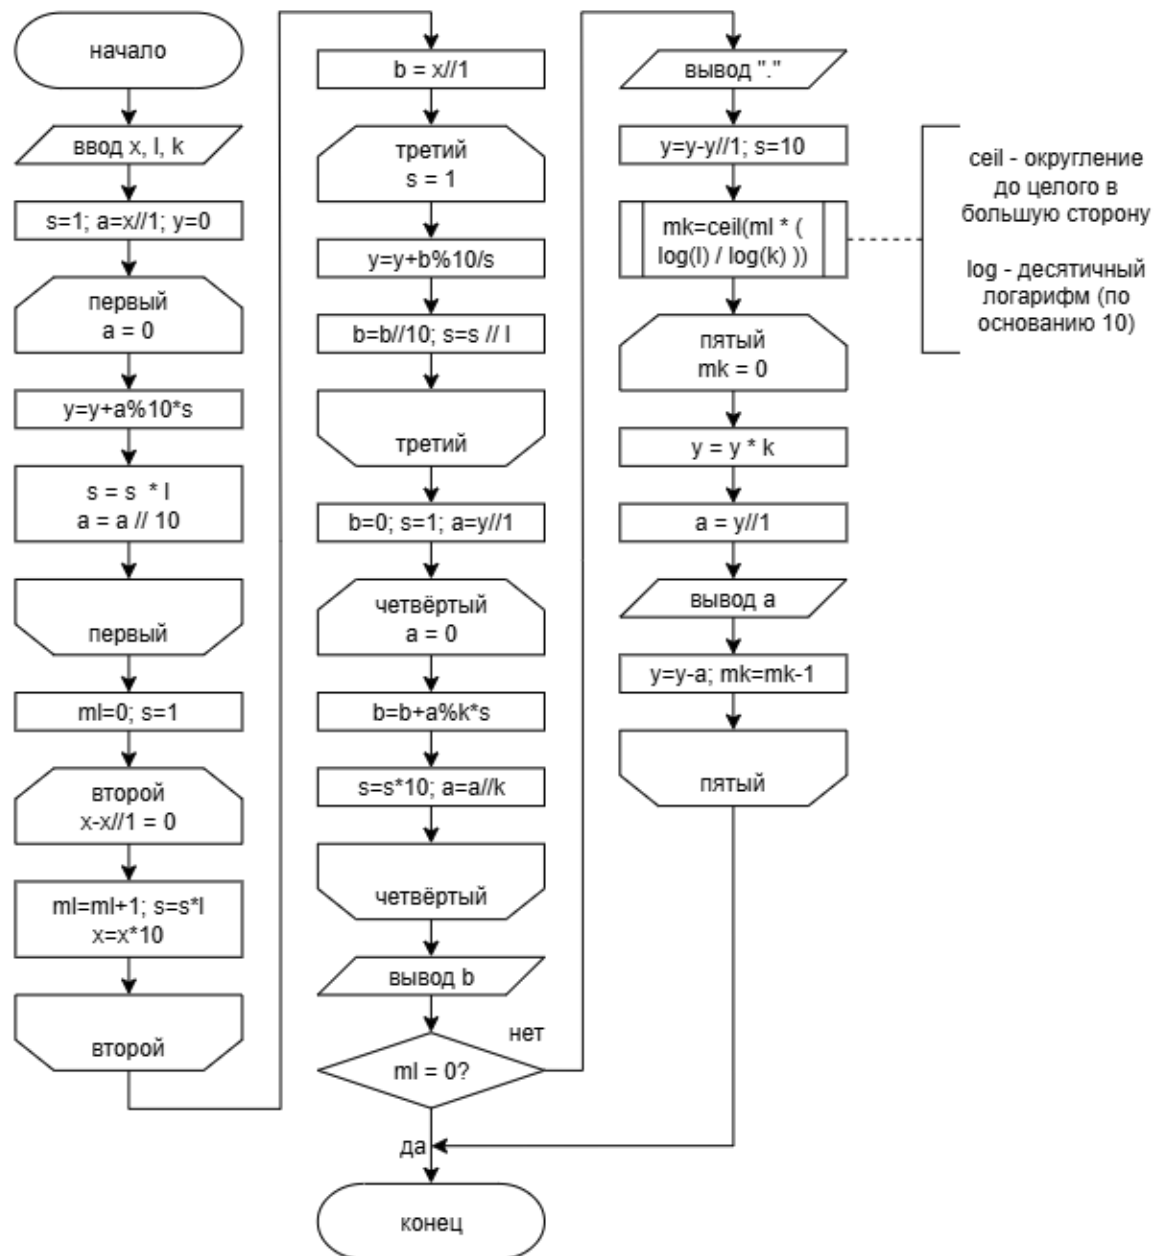 начало
ввод x, l, k
s=1; a=x//1; y=0
первый
a = 0
y=y+a%10*s
s = s * l
a = a // 10
первый
ml=0; s=1
второй
x-x//1 = 0
ml=ml+1; s=s*l
x=x*10
второй
b = x//1
третий
s = 1
y=y+b%10/s
b=b//10; s=s // l
третий
b=0; s=1; a=y//1
четвёртый
a = 0
b=b+a%k*s
s=s*10; a=a//k
четвёртый
вывод b
ml = 0?
нет
да
конец
вывод "."
y=y-y//1; s=10
mk=ceil(ml * (
log(l) / log(k) ))
пятый
mk = 0
y = y * k
a = y//1
вывод a
y=y-a; mk=mk-1
пятый
ceil - округление
до целого в
большую сторону
log - десятичный
логарифм (по
основанию 10)